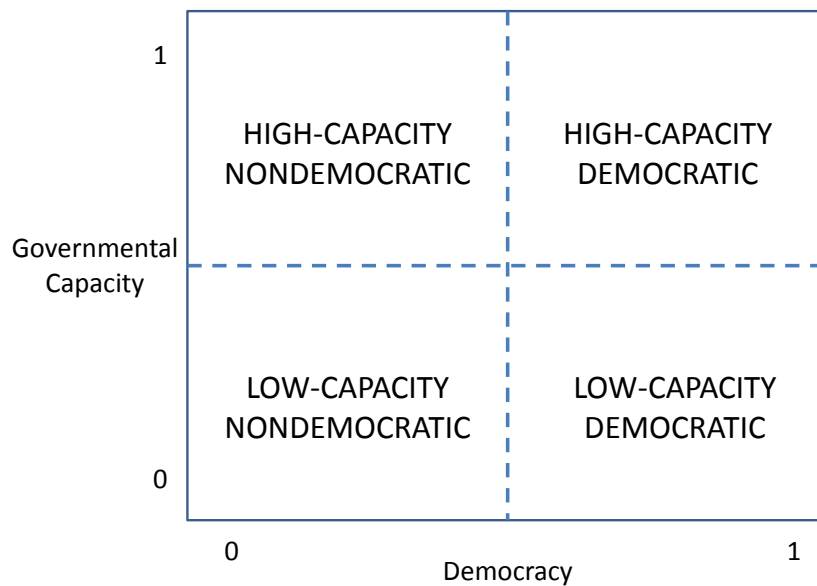 1
HIGH-CAPACITY
NONDEMOCRATIC
HIGH-CAPACITY
DEMOCRATIC
Governmental
Capacity
LOW-CAPACITY
NONDEMOCRATIC
LOW-CAPACITY
DEMOCRATIC
0
0
1
Democracy